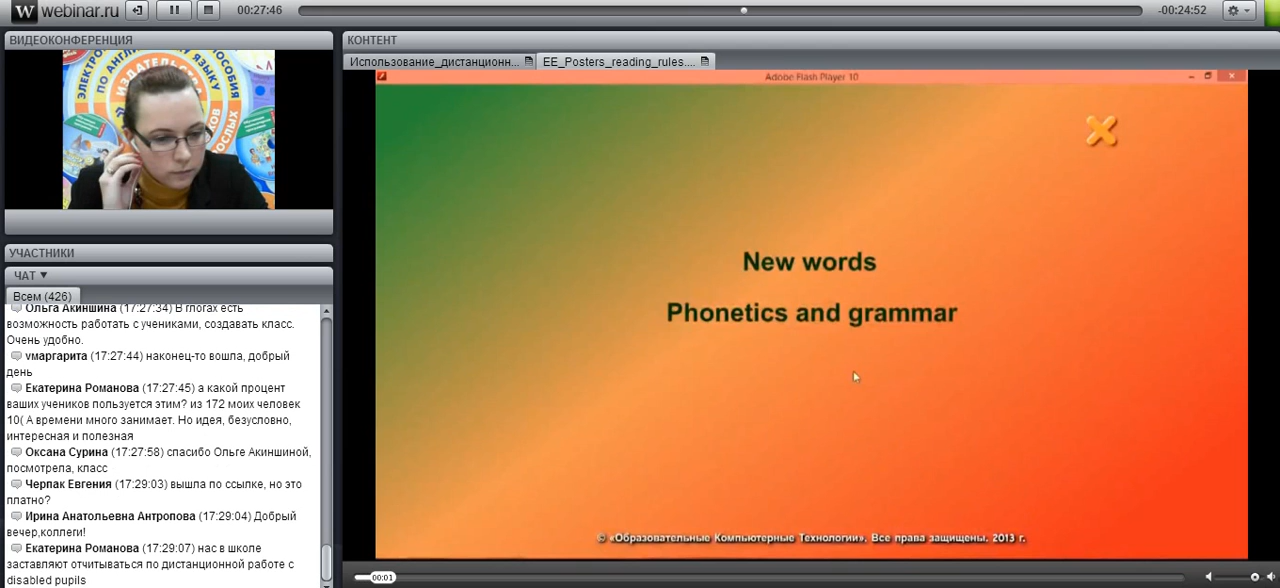 webinar.ru
00:27:46
-00:24:52
ВИДЕОКОНФЕРЕНЦИЯ
ЭЛЕКТРО
ПО АНГЛИ
ЯЗЫКУ
ПОСОБИЯ
ИЗДАТЕЛЬСТВА
УЧАСТНИКИ
ЧАТ
Всем (426)
Ольга Акиншина (17:27:34) В глогах есть
возможность работать с учениками, создавать класс.
Очень удобно.
vмаргарита (17:27:44) наконец-то вошла, добрый
день
Екатерина Романова (17:27:45) а какой процент
ваших учеников пользуется этим? из 172 моих человек
10( А времени много занимает. Но идея, безусловно,
интересная и полезная
Оксана Сурина (17:27:58) спасибо Ольге Акиншиной,
посмотрела, класс
Черпак Евгения (17:29:03) вышла по ссылке, но это
платно?
Ирина Анатольевна Антропова (17:29:04) Добрый
вечер,коллеги!
Екатерина Романова (17:29:07) нас в школе
заставляют отчитываться по дистанционной работе с
disabled pupils
КОНТЕНТ
Использование_дистанционн...
EE_Posters_reading_rules....
Adobe Flash Player 10
New words
Phonetics and grammar
© «Образовательные Компьютерные Технологии», Все права защищены, 2013 г.
00:01